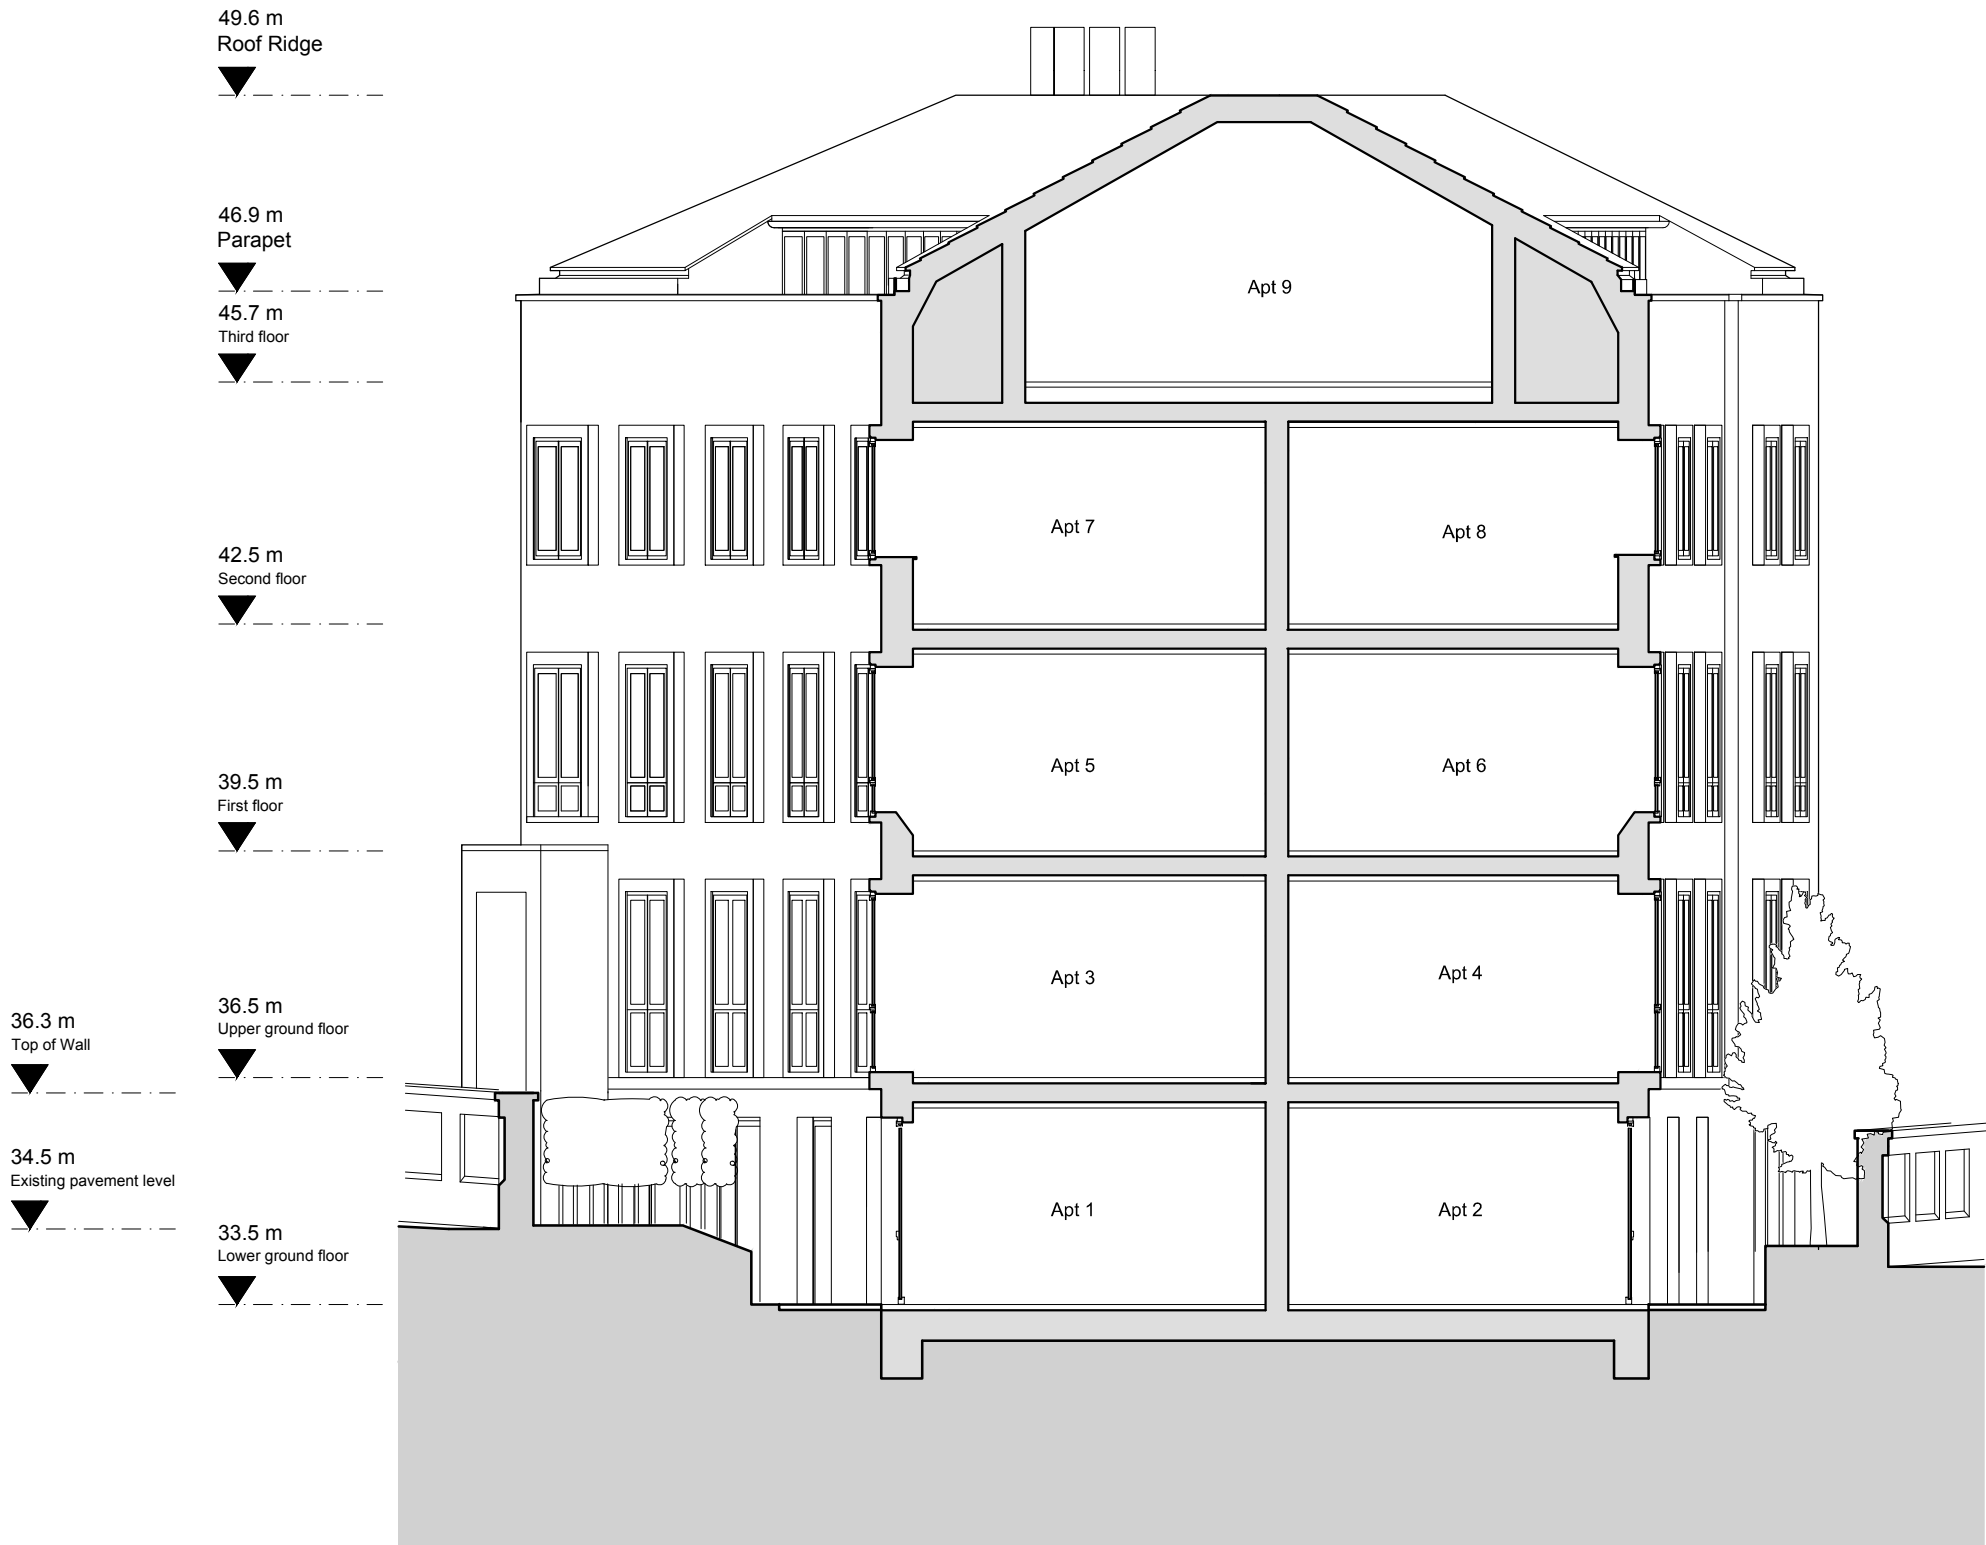 49.6 m
Roof Ridge
46.9 m
Parapet
45.7 m
Third floor
Apt 9
42.5 m
Second floor
Apt 7
Apt 8
39.5 m
First floor
Apt 5
Apt 6
36.5 m
Upper ground floor
36.3 m
Top of Wall
Apt 3
Apt 4
34.5 m
Existing pavement level
33.5 m
Lower ground floor
Apt 1
Apt 2